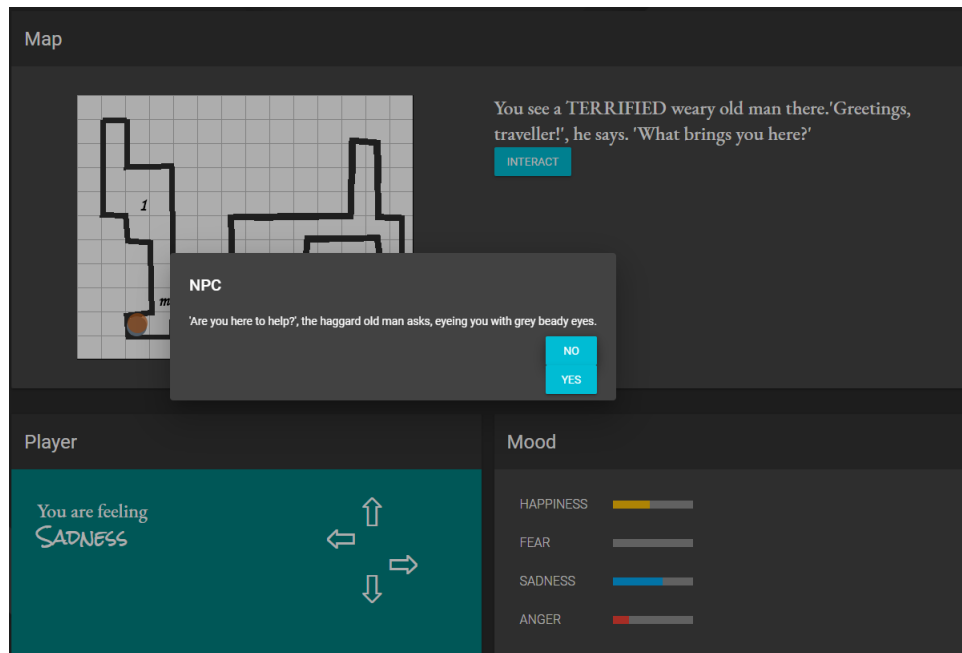 Map
You see a TERRIFIED weary old man there.'Greetings,
traveller!', he says. 'What brings you here?'
INTERACT
1
m
NPC
'Are you here to help?', the haggard old man asks, eyeing you with grey beady eyes.
NO
YES
Player
You are feeling
SADNESS
Mood
HAPPINESS
FEAR
SADNESS
ANGER